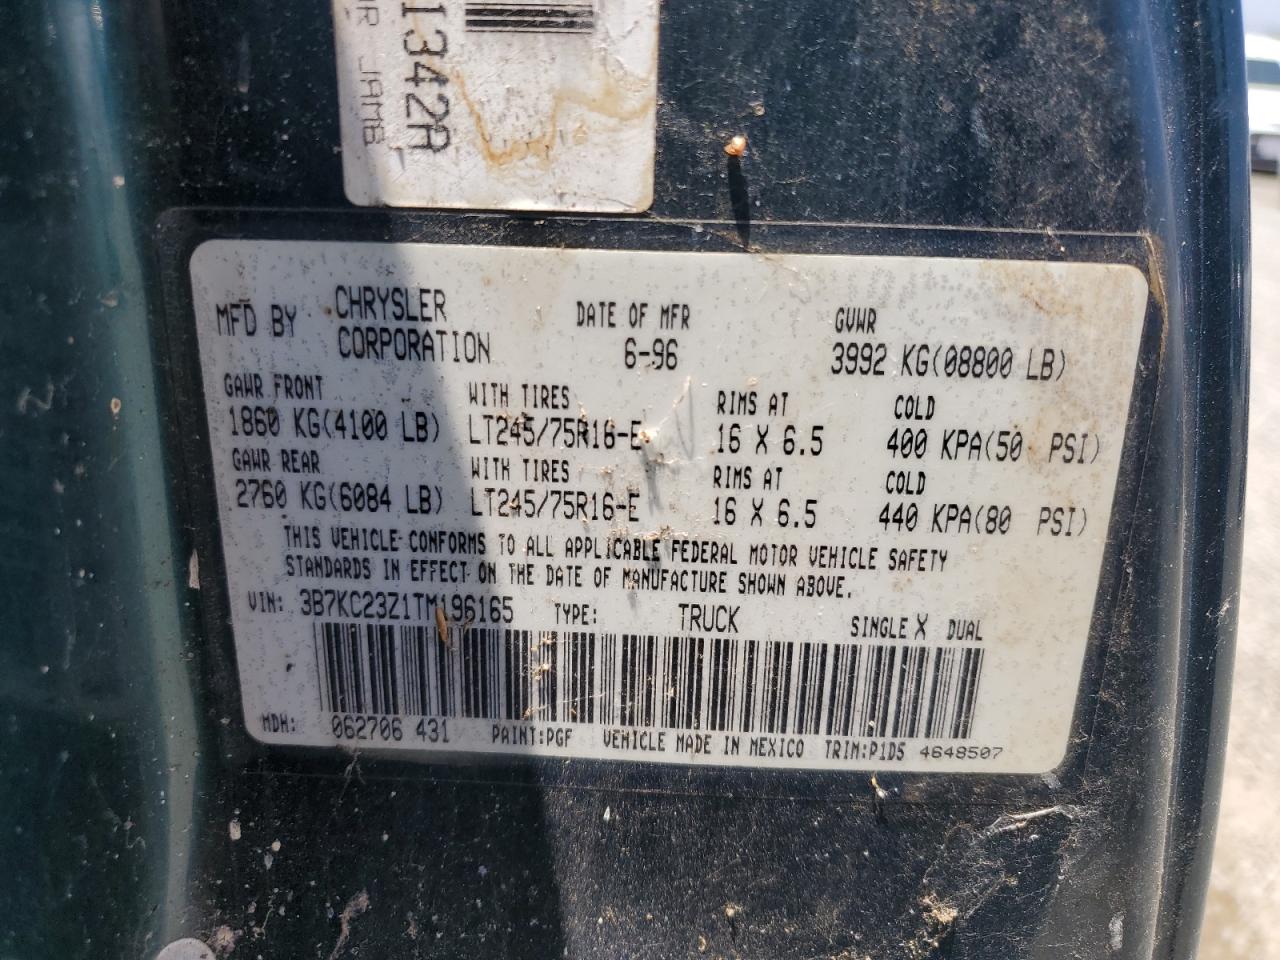 1342A
JAMB
MFD BY CHRYSLER CORPORATION DATE OF MFR 6-96 GVWR 3992 KG(08800 LB)
GAWR FRONT WITH TIRES RIMS AT COLD
1860 KG(4100 LB) LT245/75R16-E 16 X 6.5 400 KPA(50 PSI)
GAWR REAR WITH TIRES RIMS AT COLD
2760 KG(6084 LB) LT245/75R16-E 16 X 6.5 440 KPA(80 PSI)
THIS VEHICLE CONFORMS TO ALL APPLICABLE FEDERAL MOTOR VEHICLE SAFETY
STANDARDS IN EFFECT ON THE DATE OF MANUFACTURE SHOWN ABOVE.
VIN: 3B7KC23Z1TM196165 TYPE: TRUCK SINGLE X DUAL
MDH: 062706 431 PAINT:PGF VEHICLE MADE IN MEXICO TRIM:P1D5 4648507